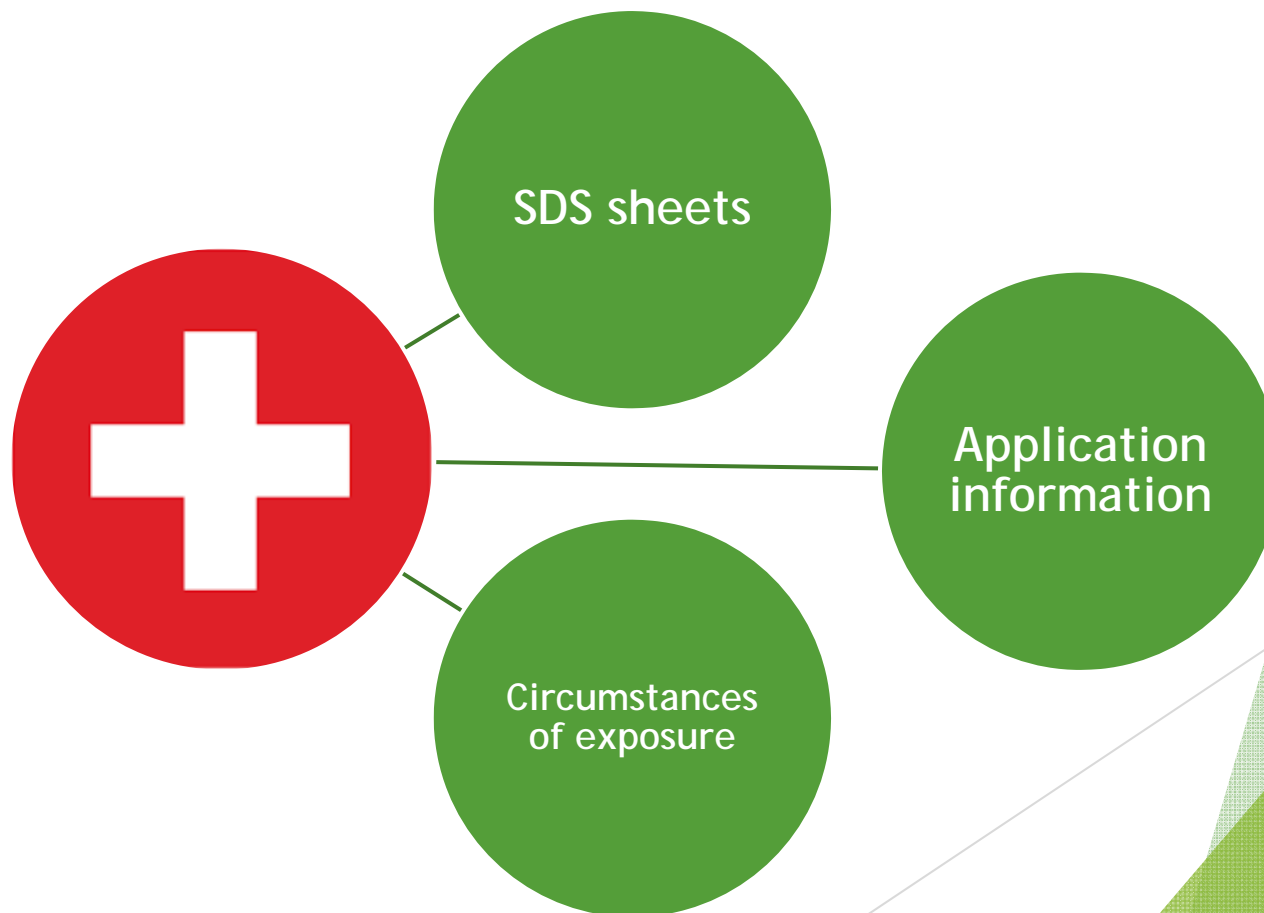 SDS sheets
Application
information
Circumstances
of exposure